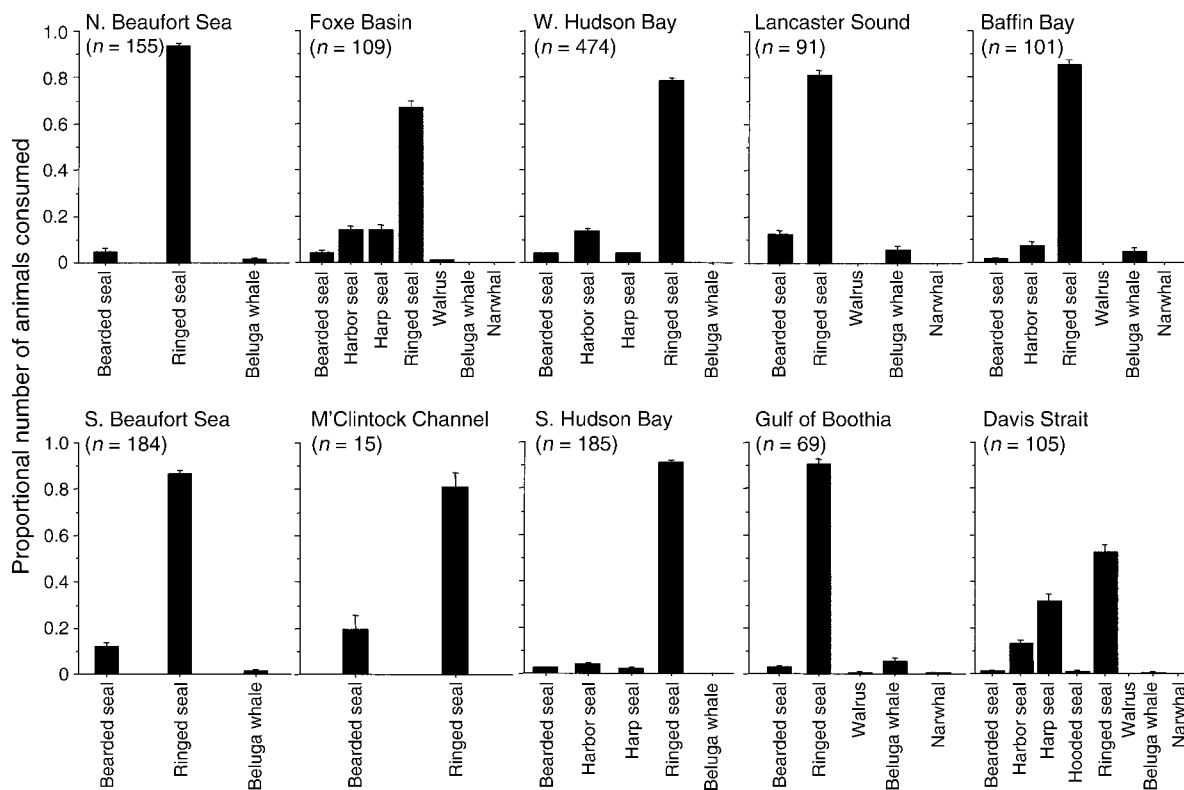 Proportional number of animals consumed
N. Beaufort Sea
(n = 155)
1.0
0.8
0.6
0.4
0.2
0
Bearded seal
Ringed seal
Beluga whale
Foxe Basin
(n = 109)
Bearded seal
Harbor seal
Harp seal
Ringed seal
Walrus
Beluga whale
Narwhal
W. Hudson Bay
(n = 474)
Bearded seal
Harbor seal
Harp seal
Ringed seal
Beluga whale
Lancaster Sound
(n = 91)
Bearded seal
Ringed seal
Walrus
Beluga whale
Narwhal
Baffin Bay
(n = 101)
Bearded seal
Harbor seal
Ringed seal
Walrus
Beluga whale
Narwhal
S. Beaufort Sea
(n = 184)
1.0
0.8
0.6
0.4
0.2
0
Bearded seal
Ringed seal
Beluga whale
M'Clintock Channel
(n = 15)
Bearded seal
Ringed seal
S. Hudson Bay
(n = 185)
Bearded seal
Harbor seal
Harp seal
Ringed seal
Beluga whale
Gulf of Boothia
(n = 69)
Bearded seal
Ringed seal
Walrus
Beluga whale
Narwhal
Davis Strait
(n = 105)
Bearded seal
Harbor seal
Harp seal
Hooded seal
Ringed seal
Walrus
Beluga whale
Narwhal